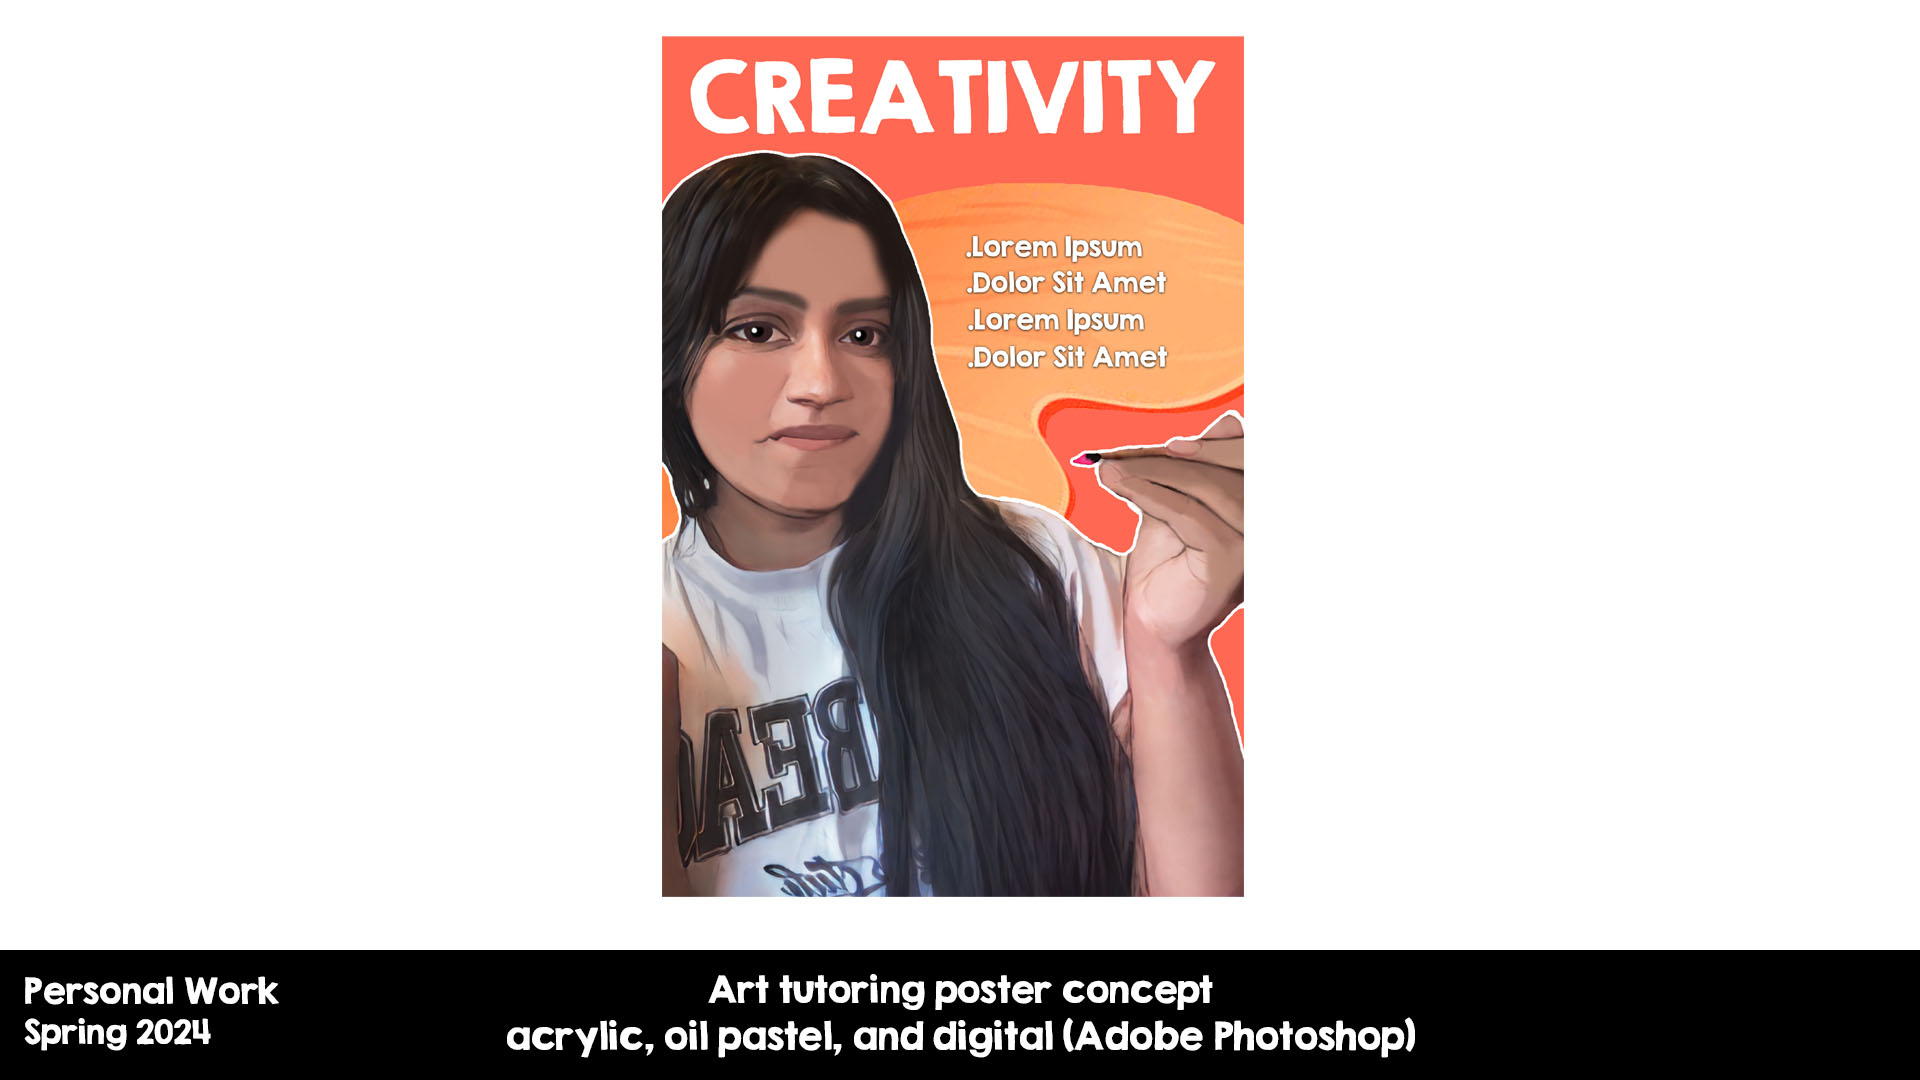 CREATIVITY
.Lorem Ipsum
.Dolor Sit Amet
.Lorem Ipsum
.Dolor Sit Amet
BEA
Personal Work
Spring 2024
Art tutoring poster concept
acrylic, oil pastel, and digital (Adobe Photoshop)